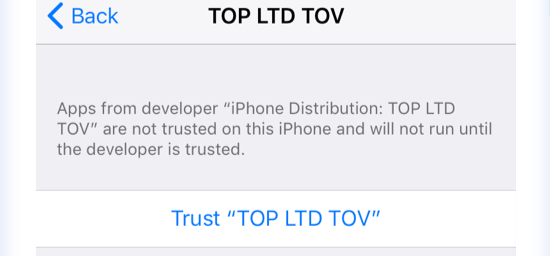 Back TOP LTD TOV
Apps from developer “iPhone Distribution: TOP LTD
TOV” are not trusted on this iPhone and will not run until
the developer is trusted.
Trust “TOP LTD TOV”